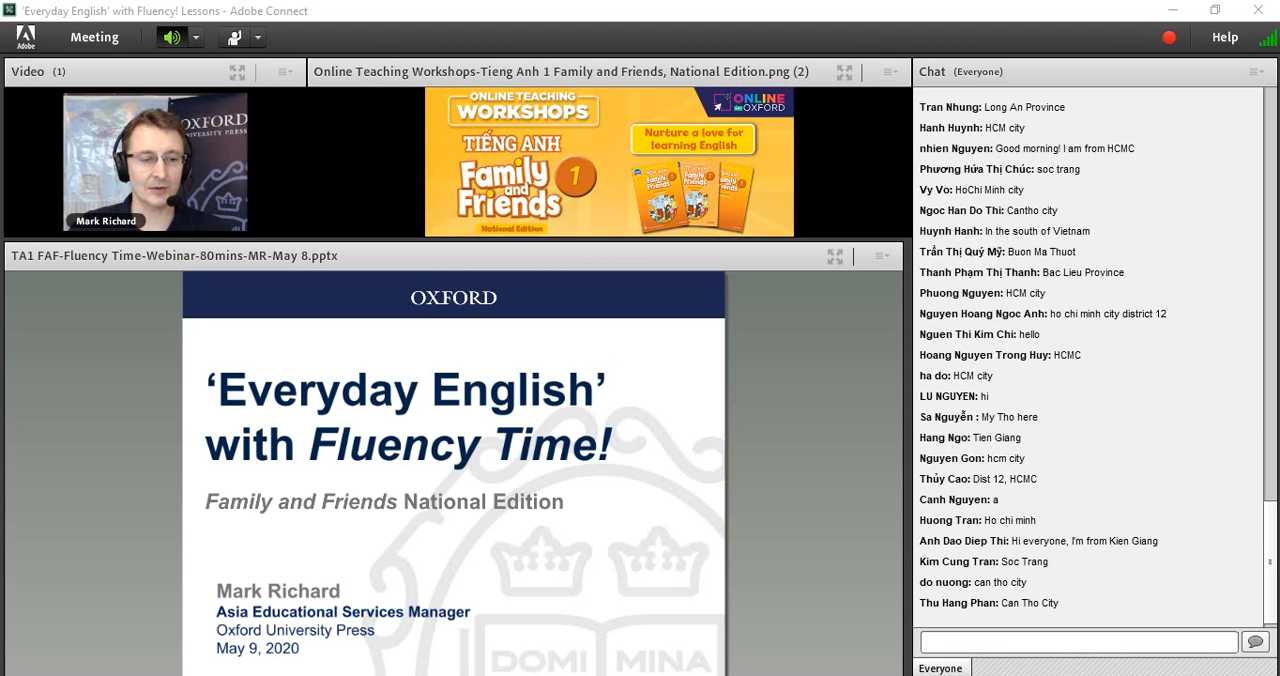 'Everyday English' with Fluency! Lessons - Adobe Connect
Adobe
Meeting
Help
Video (1)
OXFORD
UNIVERSITY PRESS
Mark Richard
Online Teaching Workshops-Tieng Anh 1 Family and Friends, National Edition.png (2)
ONLINE TEACHING
WORKSHOPS
TIẾNG ANH
Family
and
Friends
1
National Edition
ONLINE
OXFORD
Nurture a love for
learning English
TA1 FAF-Fluency Time-Webinar-80mins-MR-May 8.pptx
OXFORD
'Everyday English'
with Fluency Time!
Family and Friends National Edition
Mark Richard
Asia Educational Services Manager
Oxford University Press
May 9, 2020
DOMI MINA
Chat (Everyone)
Tran Nhung: Long An Province
Hanh Huynh: HCM city
nhien Nguyen: Good morning! I am from HCMC
Phương Hứa Thị Chúc: soc trang
Vy Vo: HoChi Minh city
Ngoc Han Do Thi: Cantho city
Huynh Hanh: In the south of Vietnam
Trần Thị Quý Mỹ: Buon Ma Thuot
Thanh Phạm Thị Thanh: Bac Lieu Province
Phuong Nguyen: HCM city
Nguyen Hoang Ngoc Anh: ho chi minh city district 12
Nguen Thi Kim Chi: hello
Hoang Nguyen Trong Huy: HCMC
ha do: HCM city
LU NGUYEN: hi
Sa Nguyễn : My Tho here
Hang Ngo: Tien Giang
Nguyen Gon: hcm city
Thủy Cao: Dist 12, HCMC
Canh Nguyen: a
Huong Tran: Ho chi minh
Anh Dao Diep Thi: Hi everyone, I'm from Kien Giang
Kim Cung Tran: Soc Trang
do nuong: can tho city
Thu Hang Phan: Can Tho City
Everyone